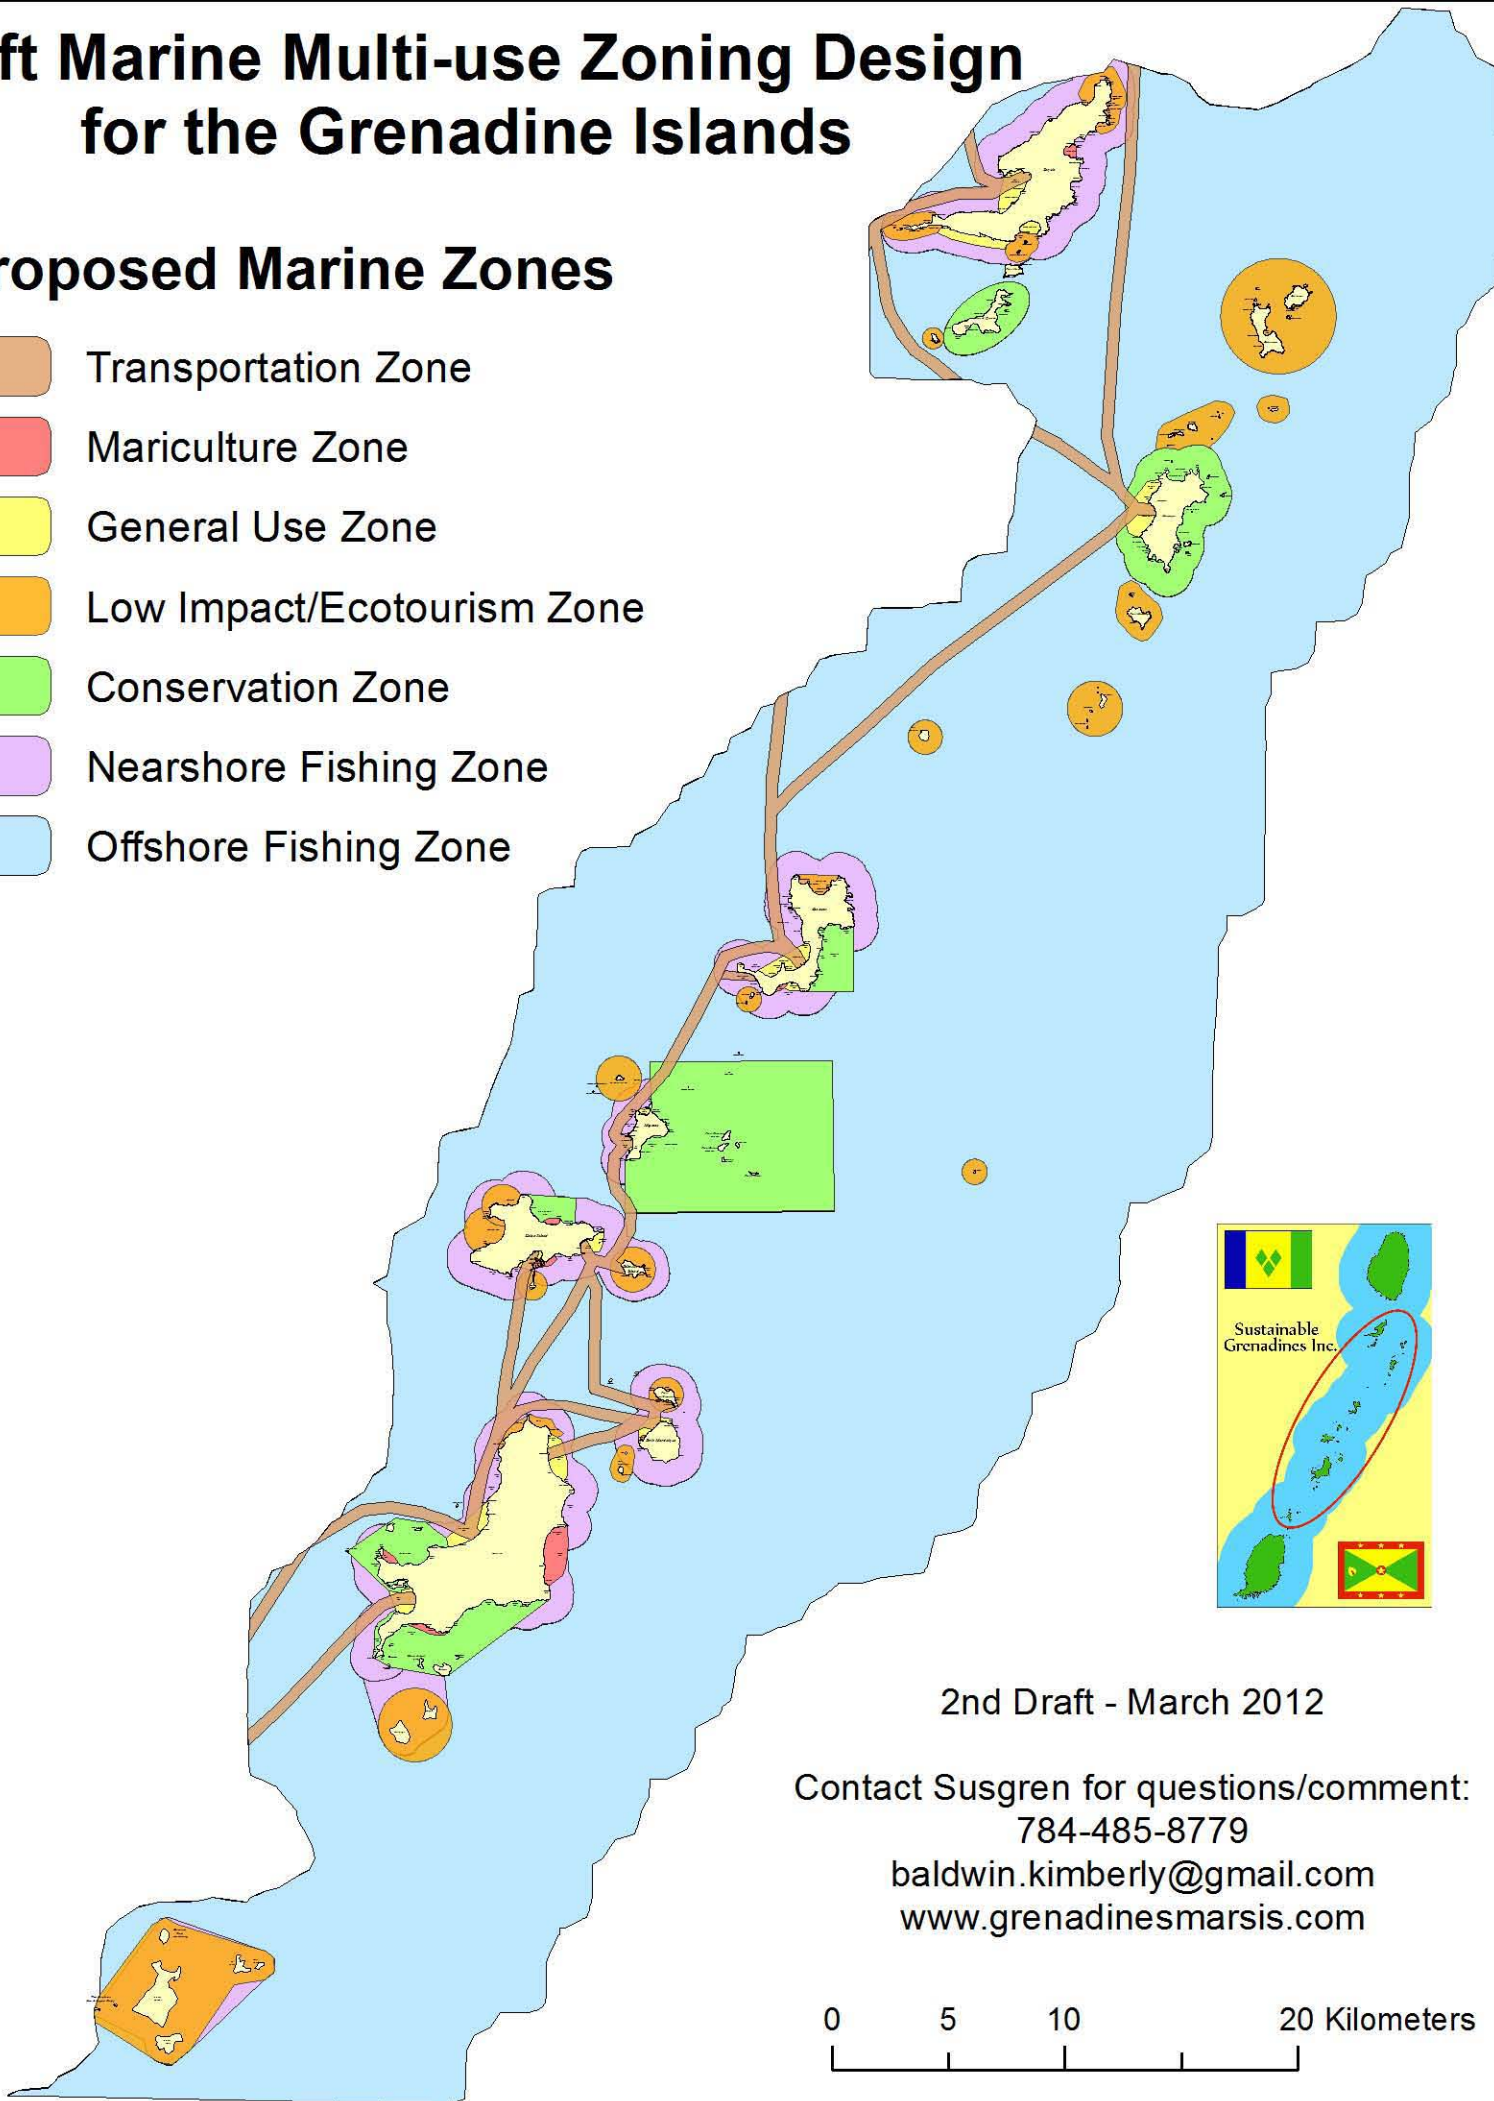 ft Marine Multi-use Zoning Design
for the Grenadine Islands
roposed Marine Zones
Transportation Zone
Mariculture Zone
General Use Zone
Low Impact/Ecotourism Zone
Conservation Zone
Nearshore Fishing Zone
Offshore Fishing Zone
Sustainable
Grenadines Inc.
2nd Draft - March 2012
Contact Susgren for questions/comment:
784-485-8779
baldwin.kimberly@gmail.com
www.grenadinesmarsis.com
0 5 10 20 Kilometers